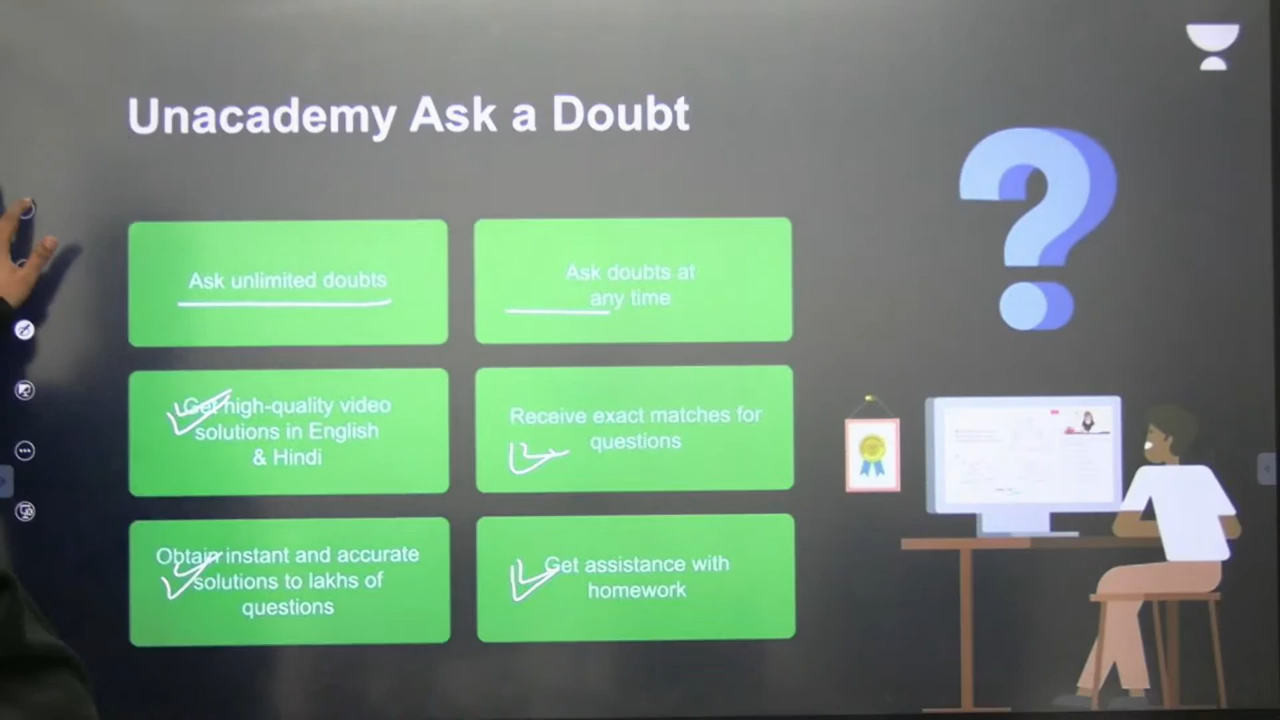 Unacademy Ask a Doubt
Ask unlimited doubts
Ask doubts at
any time
Get high-quality video
solutions in English
& Hindi
Receive exact matches for
questions
Obtain instant and accurate
solutions to lakhs of
questions
Get assistance with
homework